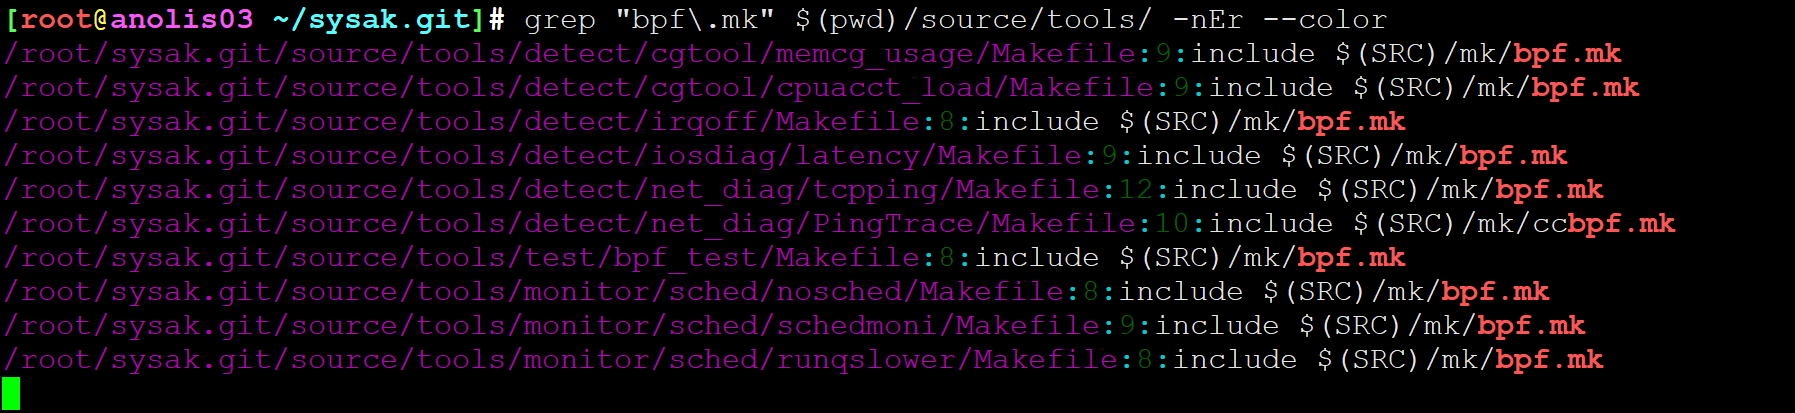 [root@anolis03 ~/sysak.git]# grep "bpf\.mk" $(pwd)/source/tools/ -nEr --color
/root/sysak.git/source/tools/detect/cgtool/memcg_usage/Makefile:9:include $(SRC)/mk/bpf.mk
/root/sysak.git/source/tools/detect/cgtool/cpuacct_load/Makefile:9:include $(SRC)/mk/bpf.mk
/root/sysak.git/source/tools/detect/irqoff/Makefile:8:include $(SRC)/mk/bpf.mk
/root/sysak.git/source/tools/detect/iosdiag/latency/Makefile:9:include $(SRC)/mk/bpf.mk
/root/sysak.git/source/tools/detect/net_diag/tcpping/Makefile:12:include $(SRC)/mk/bpf.mk
/root/sysak.git/source/tools/detect/net_diag/PingTrace/Makefile:10:include $(SRC)/mk/ccbpf.mk
/root/sysak.git/source/tools/test/bpf_test/Makefile:8:include $(SRC)/mk/bpf.mk
/root/sysak.git/source/tools/monitor/sched/nosched/Makefile:8:include $(SRC)/mk/bpf.mk
/root/sysak.git/source/tools/monitor/sched/schedmoni/Makefile:9:include $(SRC)/mk/bpf.mk
/root/sysak.git/source/tools/monitor/sched/runqslower/Makefile:8:include $(SRC)/mk/bpf.mk